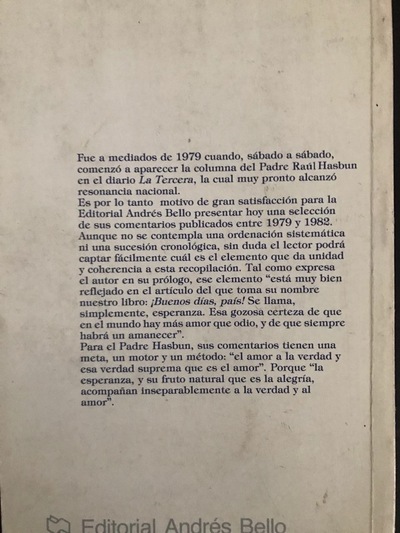 Fue a mediados de 1979 cuando, sábado a sábado,
comenzó a aparecer la columna del Padre Raúl Hasbun
en el diario La Tercera, la cual muy pronto alcanzó
resonancia nacional.
Es por lo tanto motivo de gran satisfacción para la
Editorial Andrés Bello presentar hoy una selección
de sus comentarios publicados entre 1979 y 1982.
Aunque no se contempla una ordenación sistemática
ni una sucesión cronológica, sin duda el lector podrá
captar fácilmente cuál es el elemento que da unidad
y coherencia a esta recopilación. Tal como expresa
el autor en su prólogo, ese elemento “está muy bien
reflejado en el artículo del que toma su nombre
nuestro libro: ¡Buenos días, país! Se llama,
simplemente, esperanza. Esa gozosa certeza de que
en el mundo hay más amor que odio, y de que siempre
habrá un amanecer”.
Para el Padre Hasbun, sus comentarios tienen una
meta, un motor y un método: “el amor a la verdad y
esa verdad suprema que es el amor”. Porque “la
esperanza, y su fruto natural que es la alegría,
acompañan inseparablemente a la verdad y al
amor”.
Editorial Andrés Bello